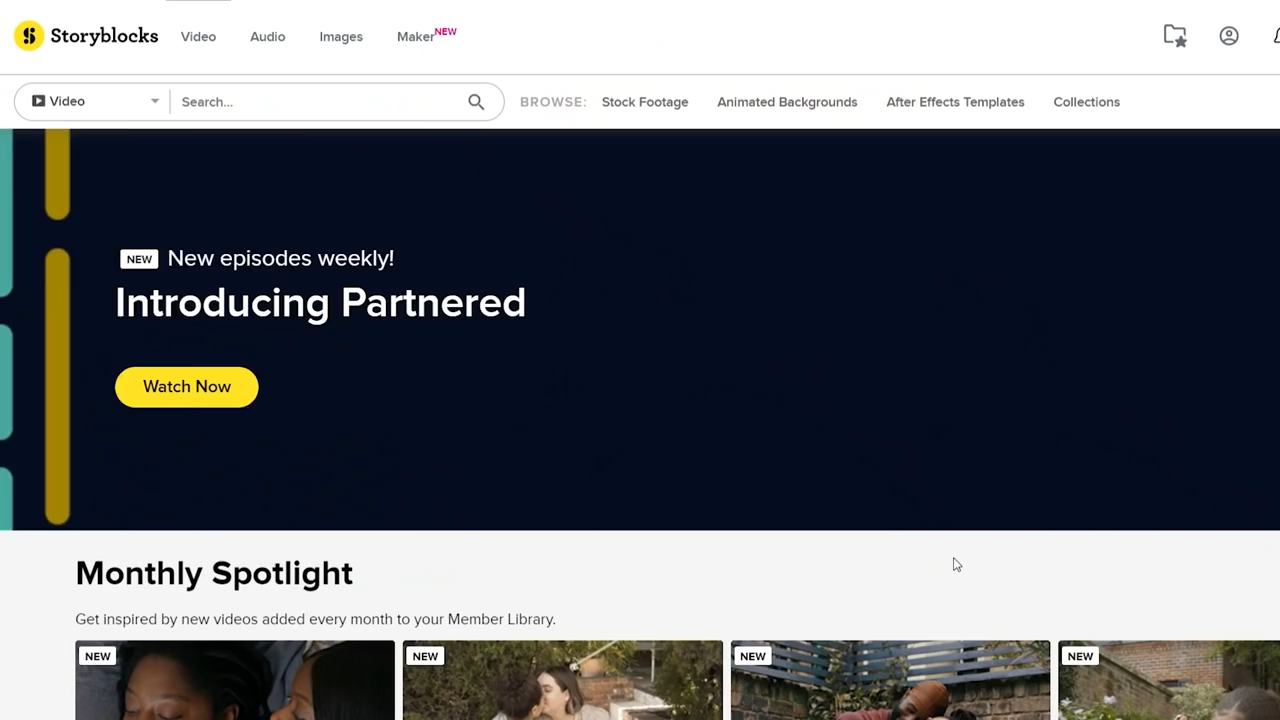 Storyblocks Video Audio Images Maker NEW
Video Search... BROWSE: Stock Footage Animated Backgrounds After Effects Templates Collections
NEW New episodes weekly!
Introducing Partnered
Watch Now
Monthly Spotlight
Get inspired by new videos added every month to your Member Library.
NEW NEW NEW NEW